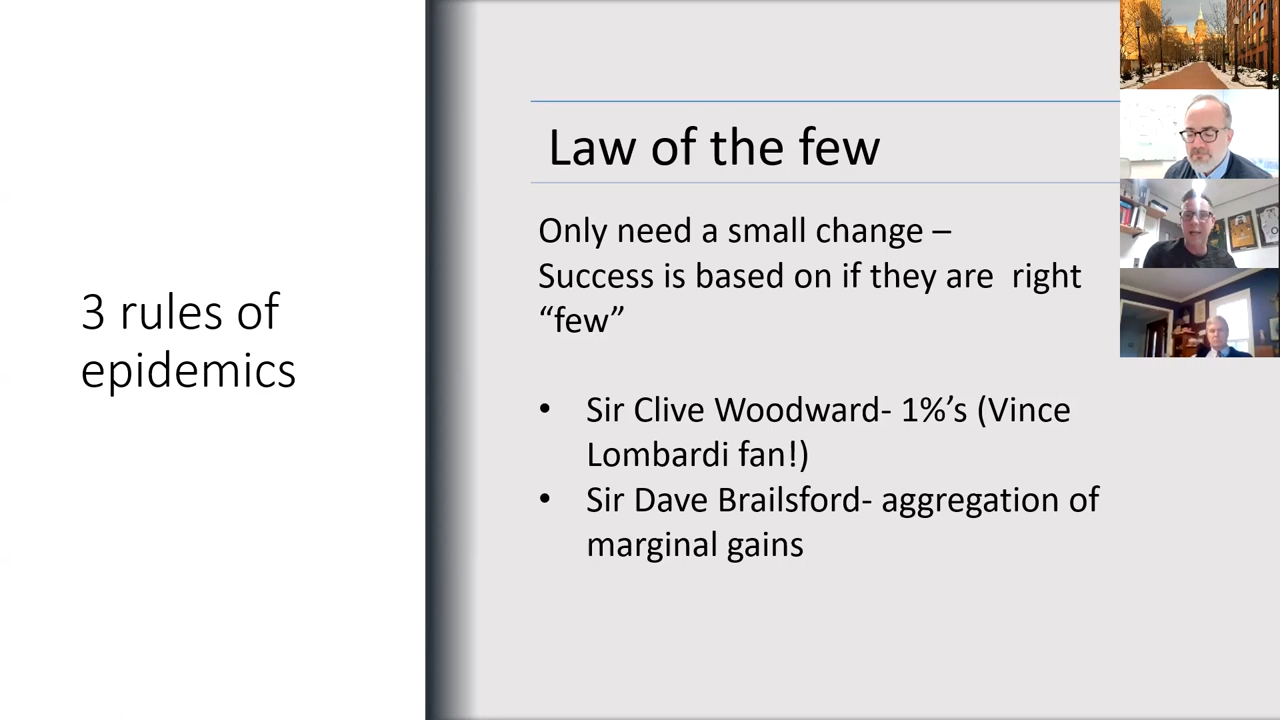 3 rules of
epidemics
Law of the few
Only need a small change –
Success is based on if they are  right
“few”
• Sir Clive Woodward- 1%’s (Vince
Lombardi fan!)
• Sir Dave Brailsford- aggregation of
marginal gains